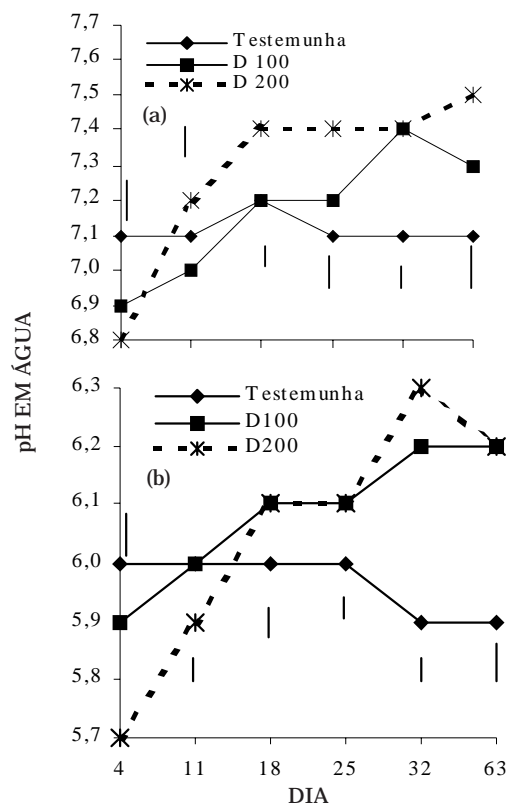 7,7
7,6
7,5
7,4
7,3
7,2
7,1
7,0
6,9
6,8
Testemunha
D 100
D 200
(a)
pH EM ÁGUA
6,3
6,2
6,1
6,0
5,9
5,8
5,7
Testemunha
D100
D200
(b)
4 11 18 25 32 63
DIA